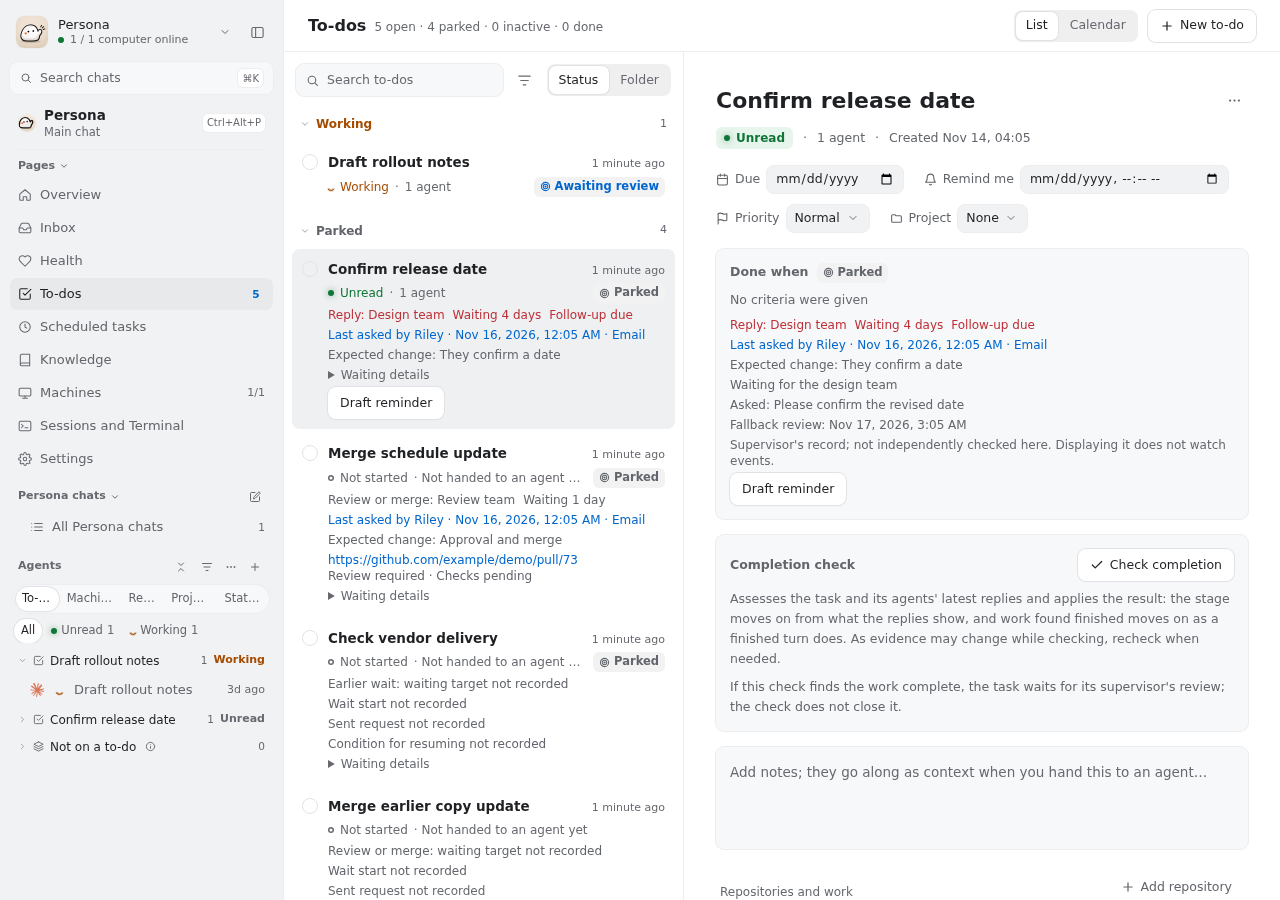 Persona
1 / 1 computer online
Search chats
⌘K
Persona
Main chat
Ctrl+Alt+P
Pages
Overview
Inbox
Health
To-dos 5
Scheduled tasks
Knowledge
Machines 1/1
Sessions and Terminal
Settings
Persona chats
All Persona chats 1
Agents
To-... Machi... Re... Proj... Stat...
All Unread 1 Working 1
Draft rollout notes 1 Working
Draft rollout notes 3d ago
Confirm release date 1 Unread
Not on a to-do 0
To-dos 5 open · 4 parked · 0 inactive · 0 done
List Calendar
New to-do
Search to-dos
Status Folder
Working 1
Draft rollout notes 1 minute ago
Working · 1 agent Awaiting review
Parked 4
Confirm release date 1 minute ago
Unread · 1 agent Parked
Reply: Design team Waiting 4 days Follow-up due
Last asked by Riley · Nov 16, 2026, 12:05 AM · Email
Expected change: They confirm a date
Waiting details
Draft reminder
Merge schedule update 1 minute ago
Not started · Not handed to an agent ... Parked
Review or merge: Review team Waiting 1 day
Last asked by Riley · Nov 16, 2026, 12:05 AM · Email
Expected change: Approval and merge
https://github.com/example/demo/pull/73
Review required · Checks pending
Waiting details
Check vendor delivery 1 minute ago
Not started · Not handed to an agent ... Parked
Earlier wait: waiting target not recorded
Wait start not recorded
Sent request not recorded
Condition for resuming not recorded
Waiting details
Merge earlier copy update 1 minute ago
Not started · Not handed to an agent yet
Review or merge: waiting target not recorded
Wait start not recorded
Sent request not recorded
Confirm release date
Unread · 1 agent · Created Nov 14, 04:05
Due mm/dd/yyyy Remind me mm/dd/yyyy, --:-- --
Priority Normal Project None
Done when Parked
No criteria were given
Reply: Design team Waiting 4 days Follow-up due
Last asked by Riley · Nov 16, 2026, 12:05 AM · Email
Expected change: They confirm a date
Waiting for the design team
Asked: Please confirm the revised date
Fallback review: Nov 17, 2026, 3:05 AM
Supervisor's record; not independently checked here. Displaying it does not watch
events.
Draft reminder
Completion check Check completion
Assesses the task and its agents' latest replies and applies the result: the stage
moves on from what the replies show, and work found finished moves on as a
finished turn does. As evidence may change while checking, recheck when
needed.
If this check finds the work complete, the task waits for its supervisor's review;
the check does not close it.
Add notes; they go along as context when you hand this to an agent...
Repositories and work Add repository